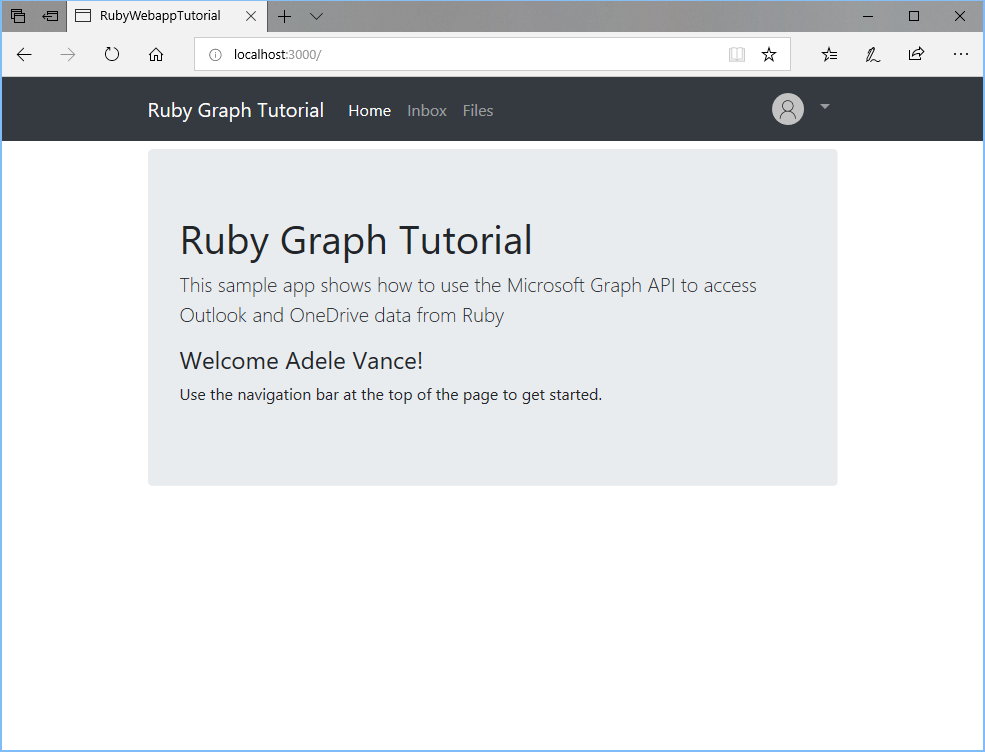 RubyWebappTutorial
localhost:3000/
Ruby Graph Tutorial Home Inbox Files
Ruby Graph Tutorial
This sample app shows how to use the Microsoft Graph API to access
Outlook and OneDrive data from Ruby
Welcome Adele Vance!
Use the navigation bar at the top of the page to get started.